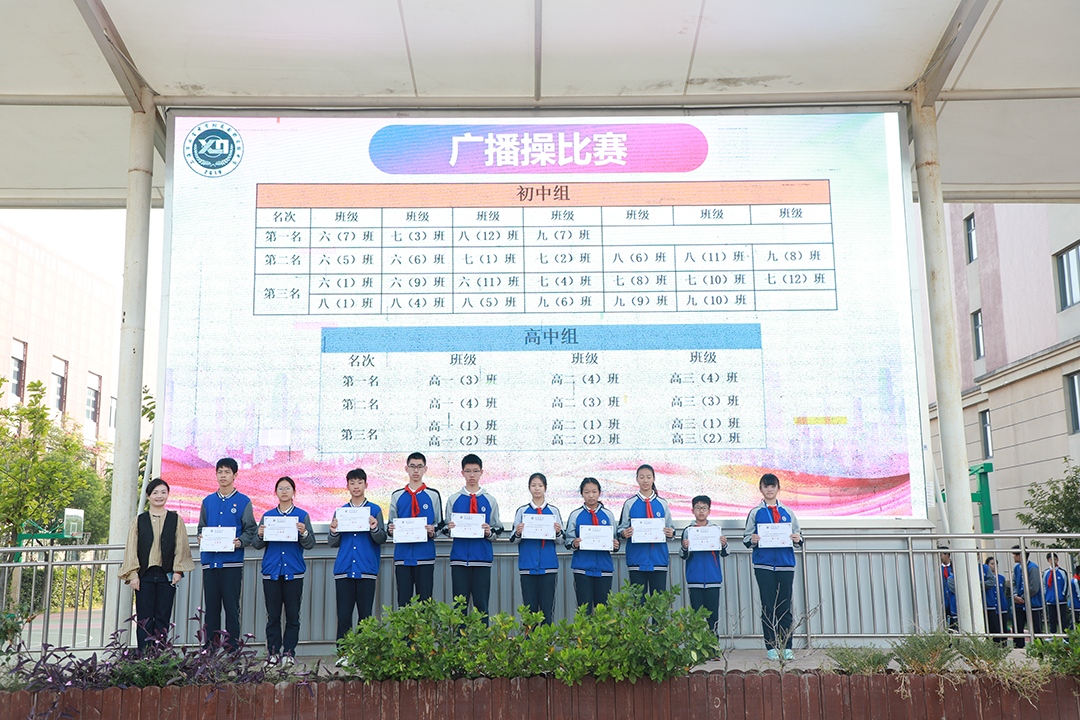 广播操比赛
初中组
名次 班级 班级 班级 班级 班级 班级 班级
第一名 六（7）班 七（3）班 八（12）班 九（7）班
第二名 六（5）班 六（6）班 七（1）班 七（2）班 八（6）班 八（11）班 九（8）班
第三名 六（1）班 六（9）班 六（11）班 七（4）班 七（8）班 七（10）班 七（12）班
八（1）班 八（4）班 八（5）班 九（6）班 九（9）班 九（10）班
高中组
名次 班级 班级 班级
第一名 高一（3）班 高二（4）班 高三（4）班
第二名 高一（4）班 高二（3）班 高三（3）班
第三名 高一（1）班 高二（1）班 高三（1）班
高一（2）班 高二（2）班 高三（2）班